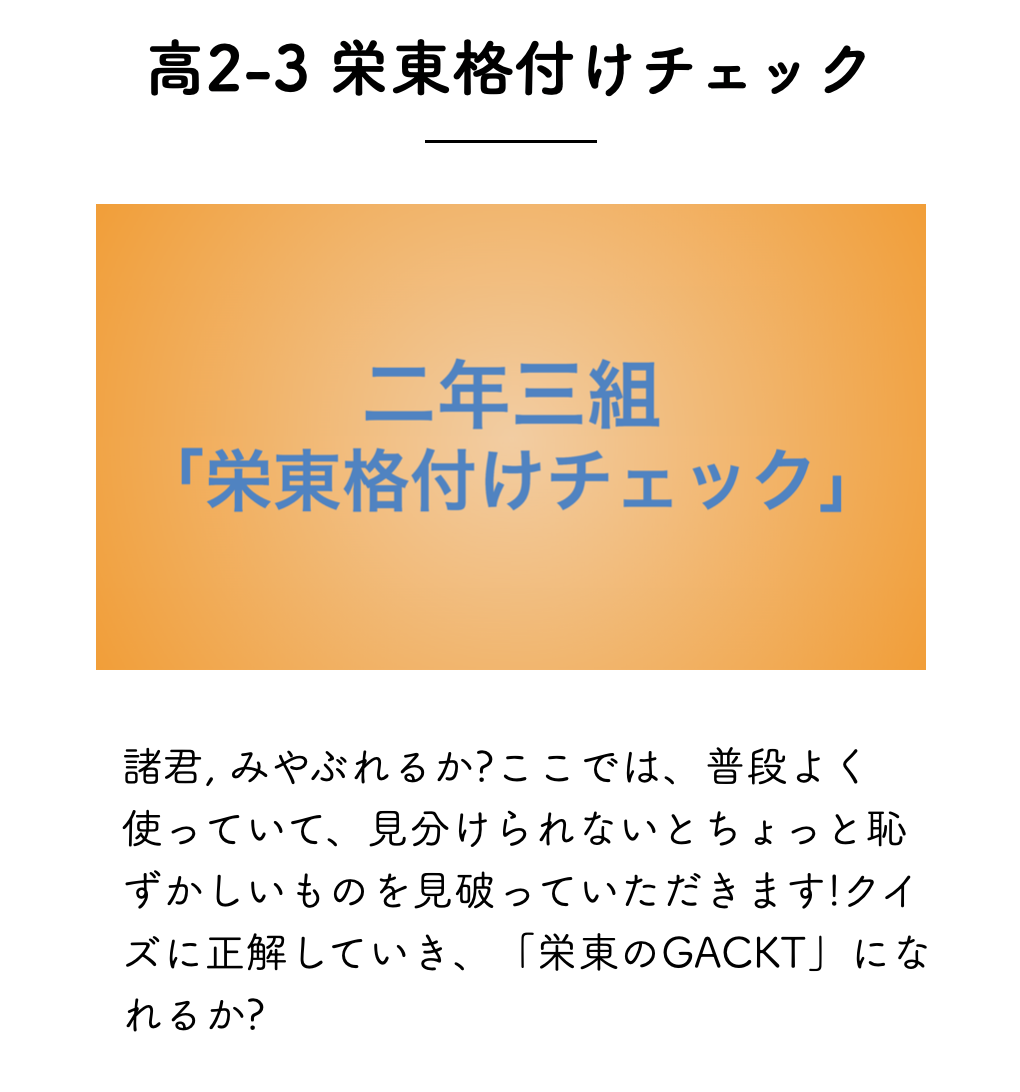 高2-3 栄東格付けチェック
二年三組
「栄東格付けチェック」
諸君, みやぶれるか?ここでは、普段よく
使っていて、見分けられないとちょっと恥
ずかしいものを見破っていただきます!クイ
ズに正解していき、「栄東のGACKT」にな
れるか?